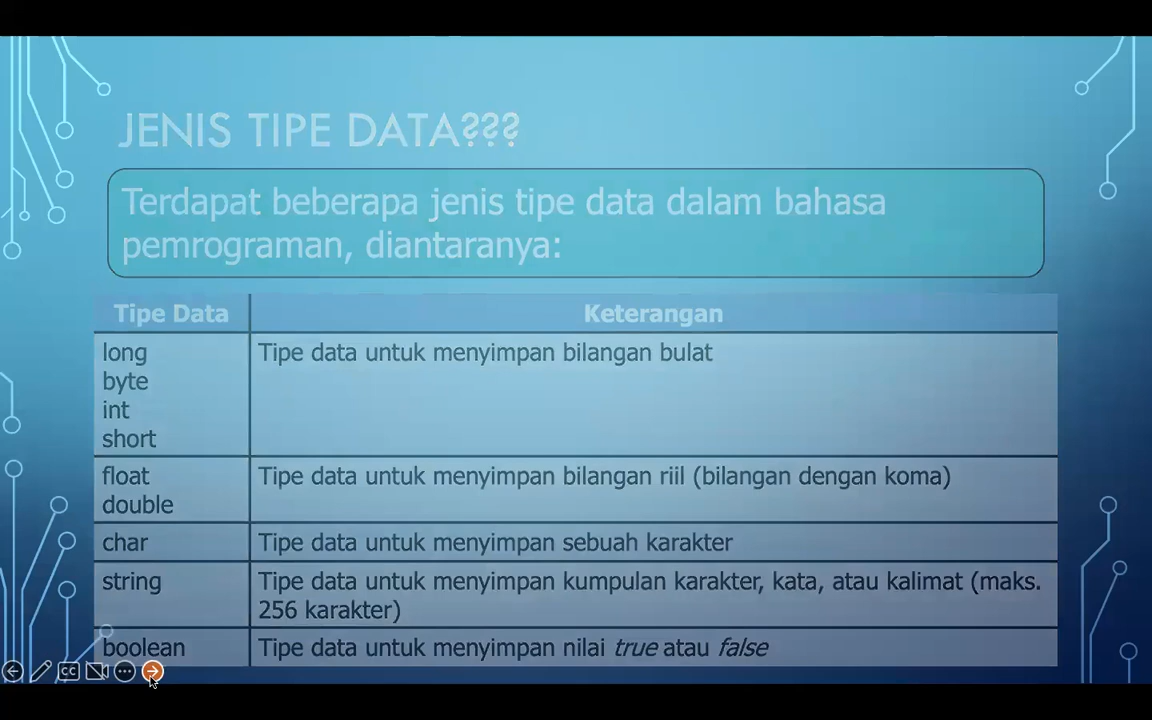 JENIS TIPE DATA???
Terdapat beberapa jenis tipe data dalam bahasa
pemrograman, diantaranya:
Tipe Data Keterangan
long Tipe data untuk menyimpan bilangan bulat
byte
int
short
float Tipe data untuk menyimpan bilangan riil (bilangan dengan koma)
double
char Tipe data untuk menyimpan sebuah karakter
string Tipe data untuk menyimpan kumpulan karakter, kata, atau kalimat (maks.
256 karakter)
boolean Tipe data untuk menyimpan nilai true atau false
CC